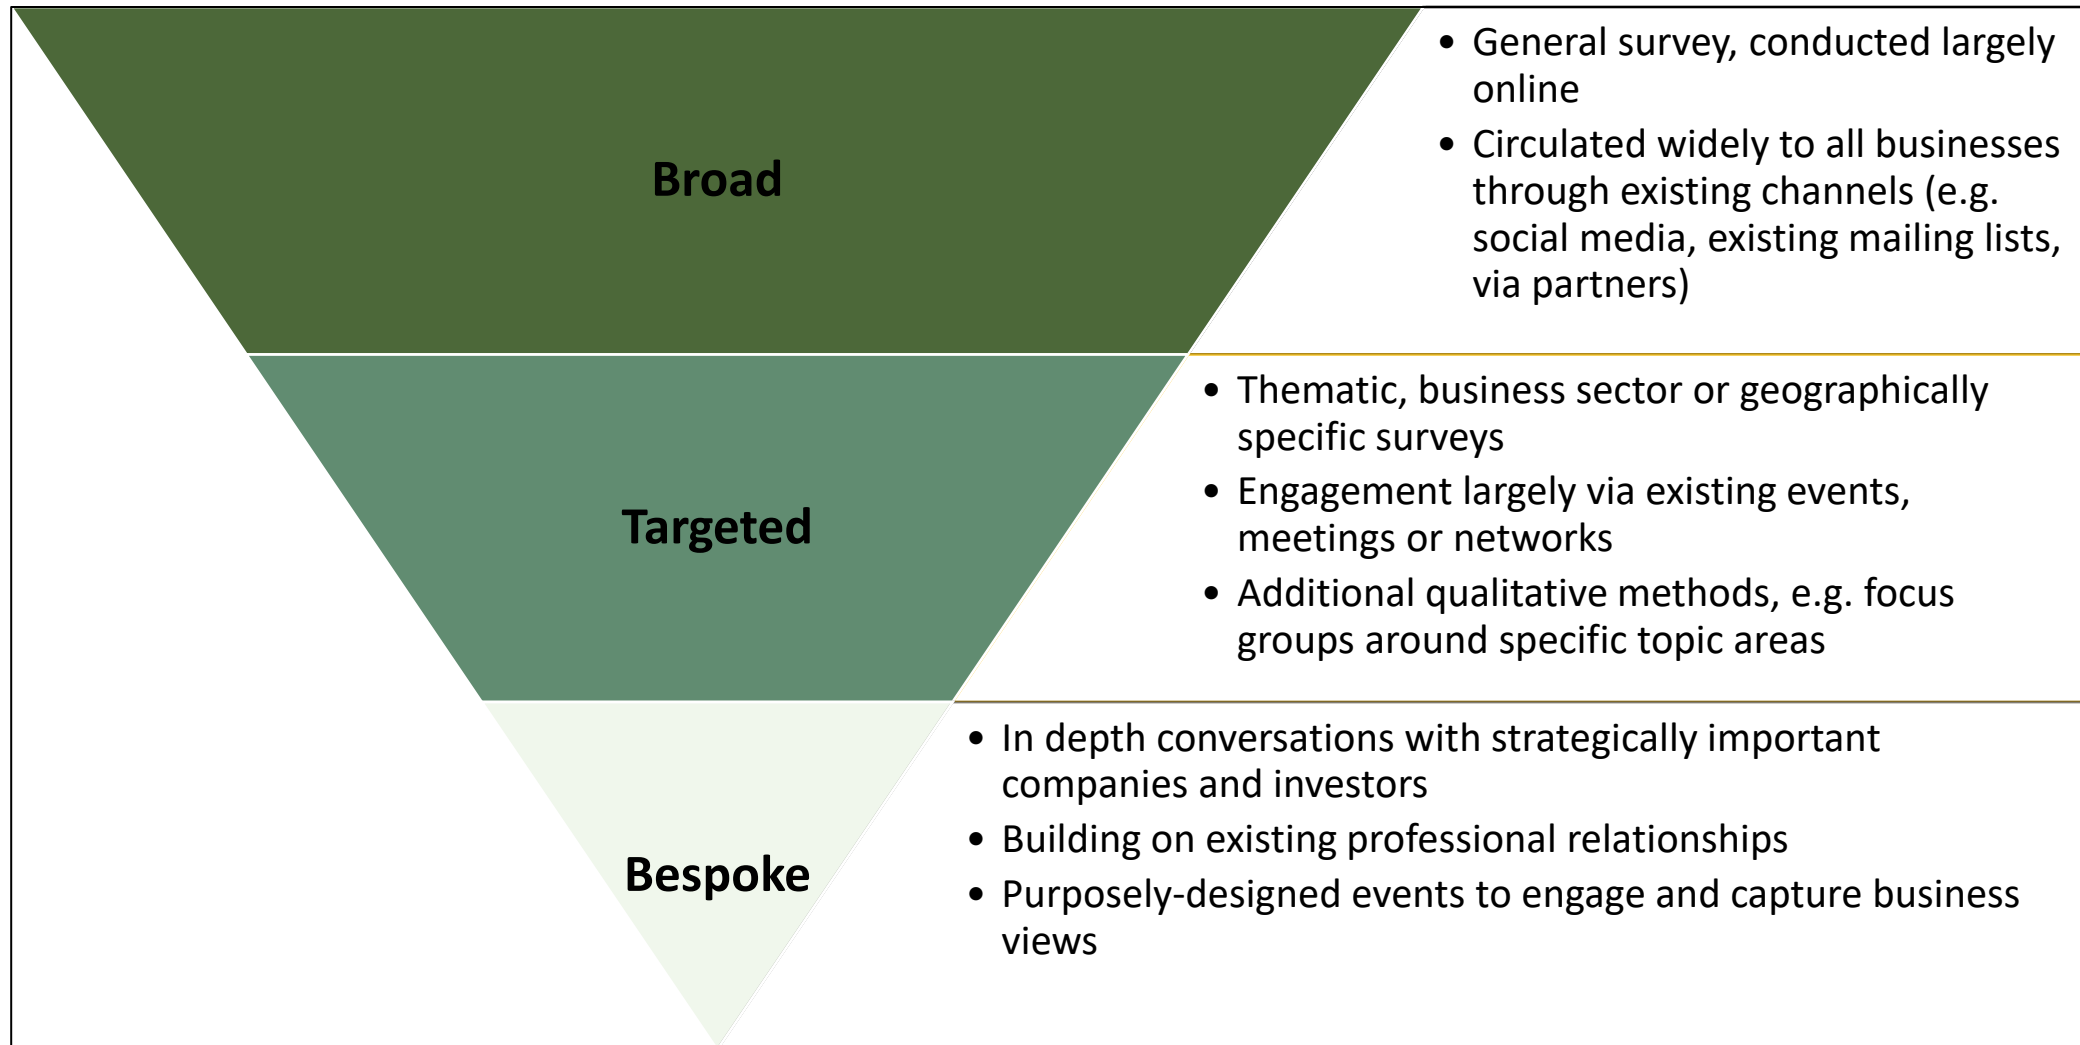 Broad
• General survey, conducted largely
online
• Circulated widely to all businesses
through existing channels (e.g.
social media, existing mailing lists,
via partners)
Targeted
• Thematic, business sector or geographically
specific surveys
• Engagement largely via existing events,
meetings or networks
• Additional qualitative methods, e.g. focus
groups around specific topic areas
Bespoke
• In depth conversations with strategically important
companies and investors
• Building on existing professional relationships
• Purposely-designed events to engage and capture business
views